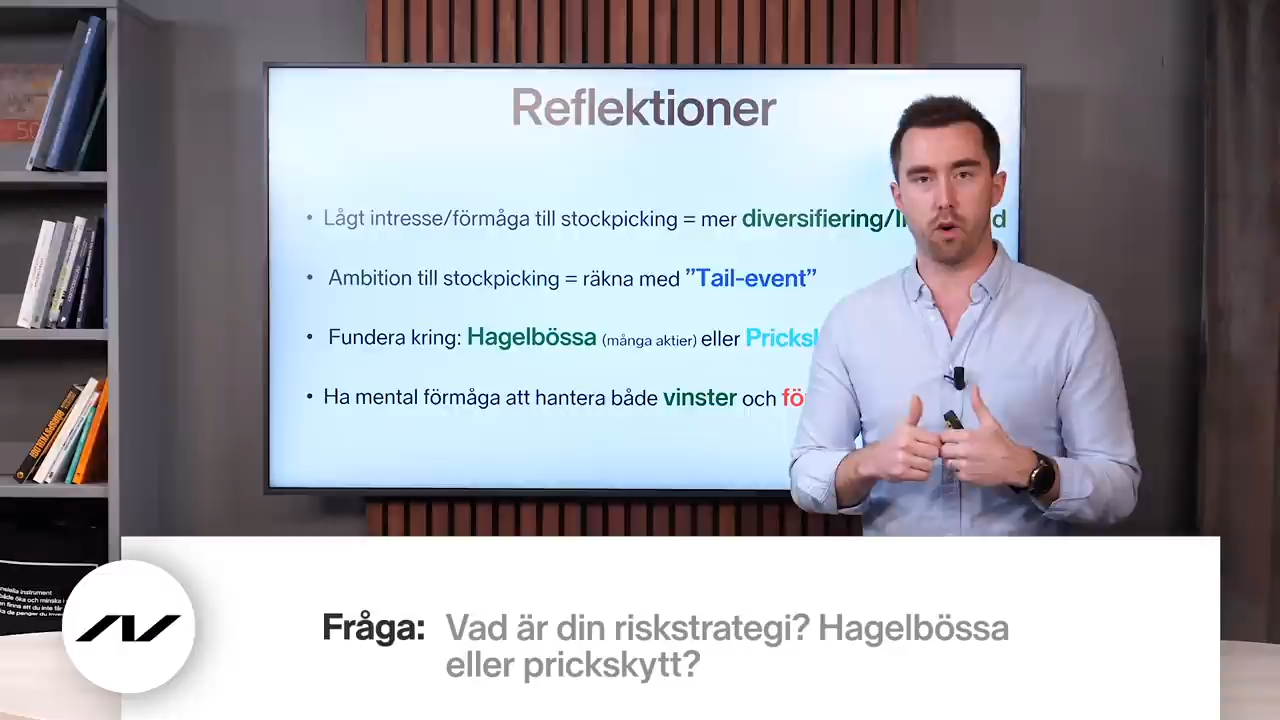 Reflektioner
• Lågt intresse/förmåga till stockpicking = mer diversifiering/
• Ambition till stockpicking = räkna med ”Tail-event”
• Fundera kring: Hagelbössa (många aktier) eller
• Ha mental förmåga att hantera både vinster och
Fråga: Vad är din riskstrategi? Hagelbössa
eller prickskytt?